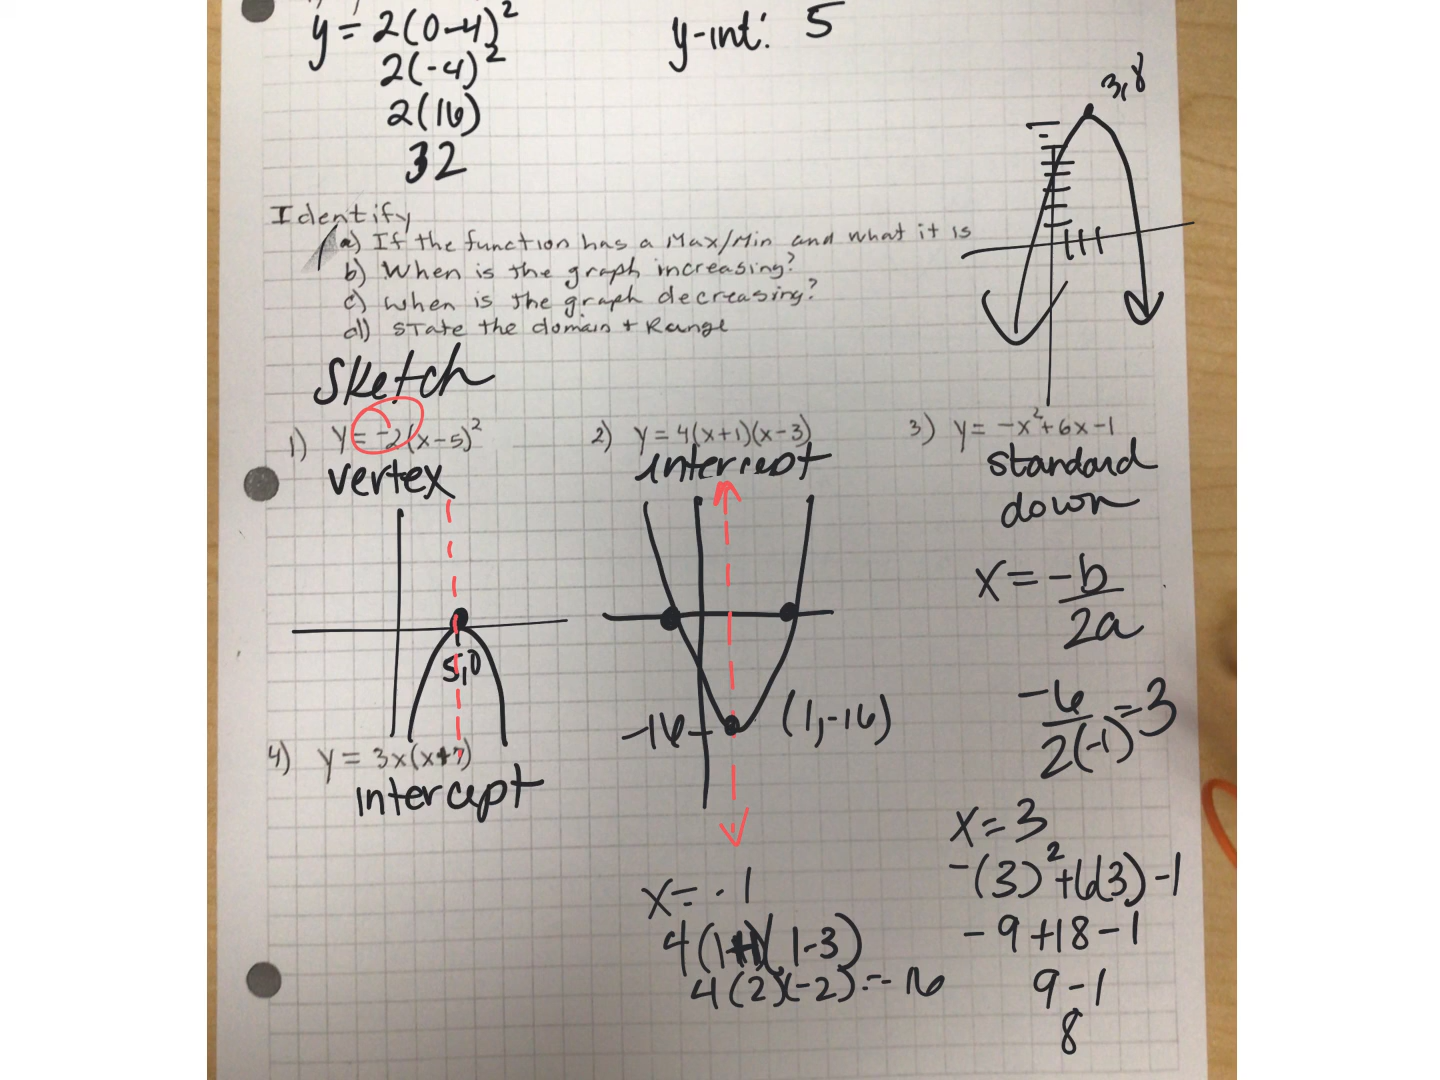 y = 2(0-4)²
2(-4)²
2(16)
32
y-int: 5
3,8
Identify
a) If the function has a Max/Min and what it is
b) When is the graph increasing?
c) when is the graph decreasing?
d) State the domain + Range
Sketch
1) y = -2(x-5)²
vertex
5,0
2) y = 4(x+1)(x-3)
intercept
-16
(1,-16)
x = 1
4(1+1)(1-3)
4(2)(-2) = -16
3) y = -x²+6x-1
standard
down
x = -b/2a
-6/2(-1) = 3
x = 3
-(3)²+6(3)-1
-9+18-1
9-1
8
4) y = 3x(x+7)
intercept